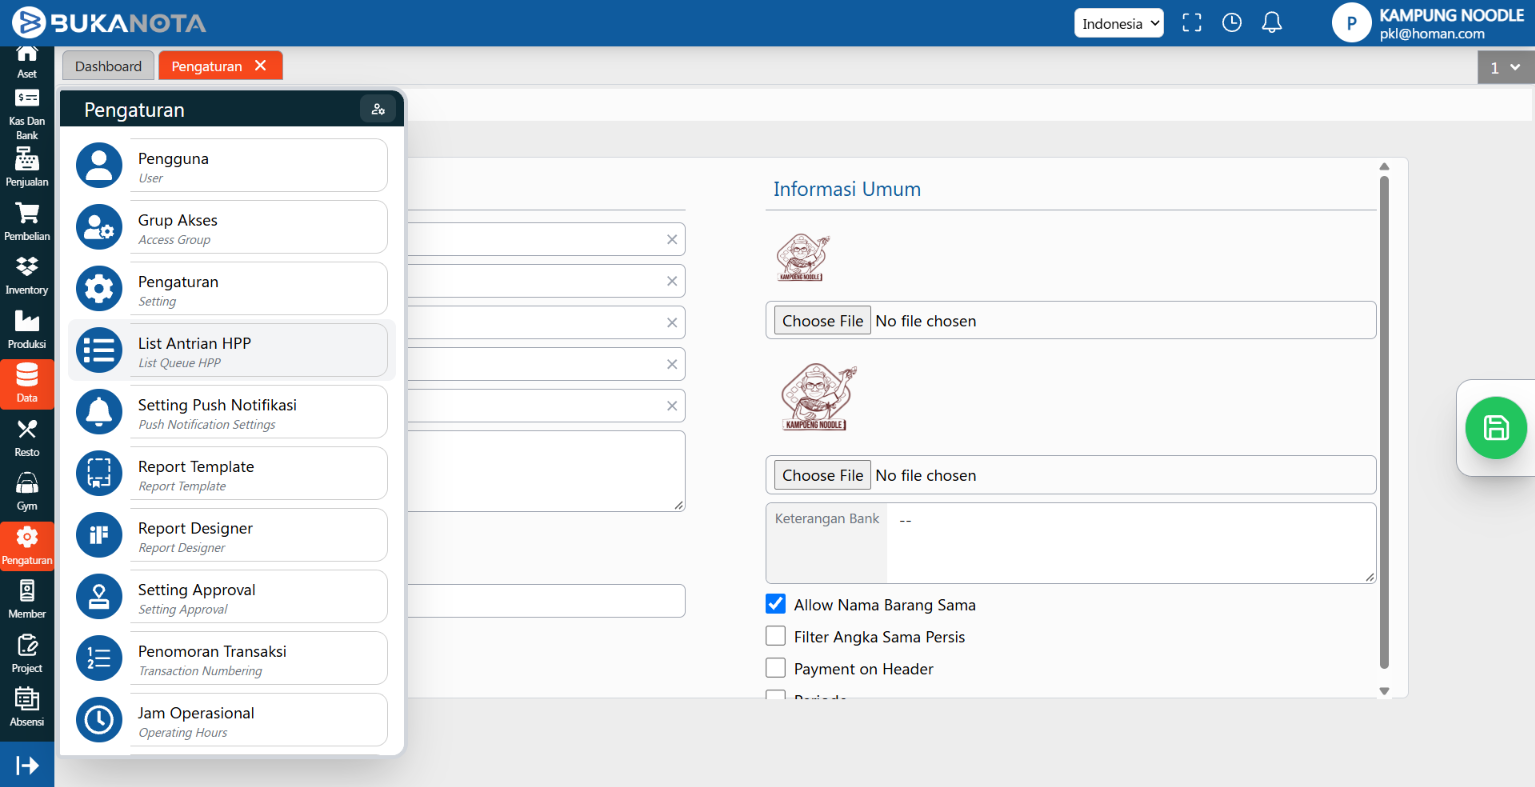 BUKANOTA
Indonesia
P
KAMPUNG NOODLE
pkl@homan.com
Aset
Kas Dan
Bank
Penjualan
Pembelian
Inventory
Produksi
Data
Resto
Gym
Pengaturan
Member
Project
Absensi
Dashboard
Pengaturan
1
Pengaturan
Pengguna
User
Grup Akses
Access Group
Pengaturan
Setting
List Antrian HPP
List Queue HPP
Setting Push Notifikasi
Push Notification Settings
Report Template
Report Template
Report Designer
Report Designer
Setting Approval
Setting Approval
Penomoran Transaksi
Transaction Numbering
Jam Operasional
Operating Hours
Informasi Umum
KAMPOENG NOODLE
Choose File No file chosen
KAMPOENG NOODLE
Choose File No file chosen
Keterangan Bank --
Allow Nama Barang Sama
Filter Angka Sama Persis
Payment on Header